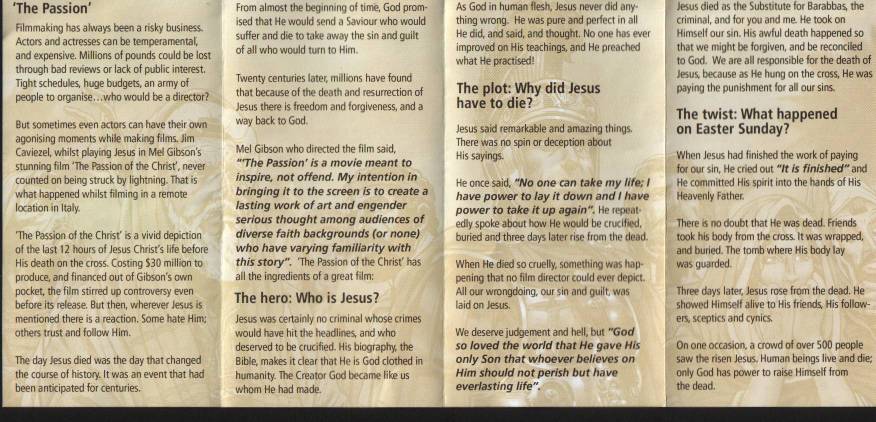 'The Passion'
Filmmaking has always been a risky business.
Actors and actresses can be temperamental,
and expensive. Millions of pounds could be lost
through bad reviews or lack of public interest.
Tight schedules, huge budgets, an army of
people to organise...who would be a director?
But sometimes even actors can have their own
agonising moments while making films. Jim
Caviezel, whilst playing Jesus in Mel Gibson's
stunning film 'The Passion of the Christ', never
counted on being struck by lightning. That is
what happened whilst filming in a remote
location in Italy.
'The Passion of the Christ' is a vivid depiction
of the last 12 hours of Jesus Christ's life before
His death on the cross. Costing $30 million to
produce, and financed out of Gibson's own
pocket, the film stirred up controversy even
before its release. But then, wherever Jesus is
mentioned there is a reaction. Some hate Him;
others trust and follow Him.
The day Jesus died was the day that changed
the course of history. It was an event that had
been anticipated for centuries.
From almost the beginning of time, God prom-
ised that He would send a Saviour who would
suffer and die to take away the sin and guilt
of all who would turn to Him.
Twenty centuries later, millions have found
that because of the death and resurrection of
Jesus there is freedom and forgiveness, and a
way back to God.
Mel Gibson who directed the film said,
"'The Passion' is a movie meant to
inspire, not offend. My intention in
bringing it to the screen is to create a
lasting work of art and engender
serious thought among audiences of
diverse faith backgrounds (or none)
who have varying familiarity with
this story". 'The Passion of the Christ' has
all the ingredients of a great film:
The hero: Who is Jesus?
Jesus was certainly no criminal whose crimes
would have hit the headlines, and who
deserved to be crucified. His biography, the
Bible, makes it clear that He is God clothed in
humanity. The Creator God became like us
whom He had made.
As God in human flesh, Jesus never did any-
thing wrong. He was pure and perfect in all
He did, and said, and thought. No one has ever
improved on His teachings, and He preached
what He practised!
The plot: Why did Jesus
have to die?
Jesus said remarkable and amazing things.
There was no spin or deception about
His sayings.
He once said, "No one can take my life; I
have power to lay it down and I have
power to take it up again". He repeat-
edly spoke about how He would be crucified,
buried and three days later rise from the dead.
When He died so cruelly, something was hap-
pening that no film director could ever depict.
All our wrongdoing, our sin and guilt, was
laid on Jesus.
We deserve judgement and hell, but "God
so loved the world that He gave His
only Son that whoever believes on
Him should not perish but have
everlasting life".
Jesus died as the Substitute for Barabbas, the
criminal, and for you and me. He took on
Himself our sin. His awful death happened so
that we might be forgiven, and be reconciled
to God. We are all responsible for the death of
Jesus, because as He hung on the cross, He was
paying the punishment for all our sins.
The twist: What happened
on Easter Sunday?
When Jesus had finished the work of paying
for our sin, He cried out "It is finished" and
He committed His spirit into the hands of His
Heavenly Father.
There is no doubt that He was dead. Friends
took his body from the cross. It was wrapped,
and buried. The tomb where His body lay
was guarded.
Three days later, Jesus rose from the dead. He
showed Himself alive to His friends, His follow-
ers, sceptics and cynics.
On one occasion, a crowd of over 500 people
saw the risen Jesus. Human beings live and die;
only God has power to raise Himself from
the dead.